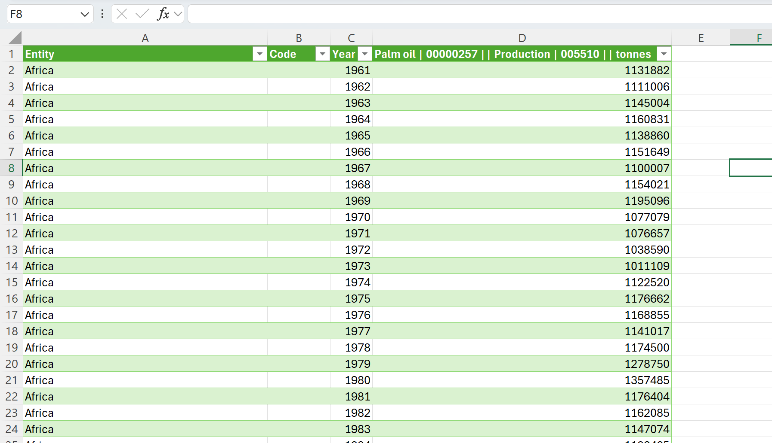 F8 fx
A B C D E F
1 Entity Code Year Palm oil | 00000257 || Production | 005510 || tonnes
2 Africa 1961 1131882
3 Africa 1962 1111006
4 Africa 1963 1145004
5 Africa 1964 1160831
6 Africa 1965 1138860
7 Africa 1966 1151649
8 Africa 1967 1100007
9 Africa 1968 1154021
10 Africa 1969 1195096
11 Africa 1970 1077079
12 Africa 1971 1076657
13 Africa 1972 1038590
14 Africa 1973 1011109
15 Africa 1974 1122520
16 Africa 1975 1176662
17 Africa 1976 1168855
18 Africa 1977 1141017
19 Africa 1978 1174500
20 Africa 1979 1278750
21 Africa 1980 1357485
22 Africa 1981 1176404
23 Africa 1982 1162085
24 Africa 1983 1147074